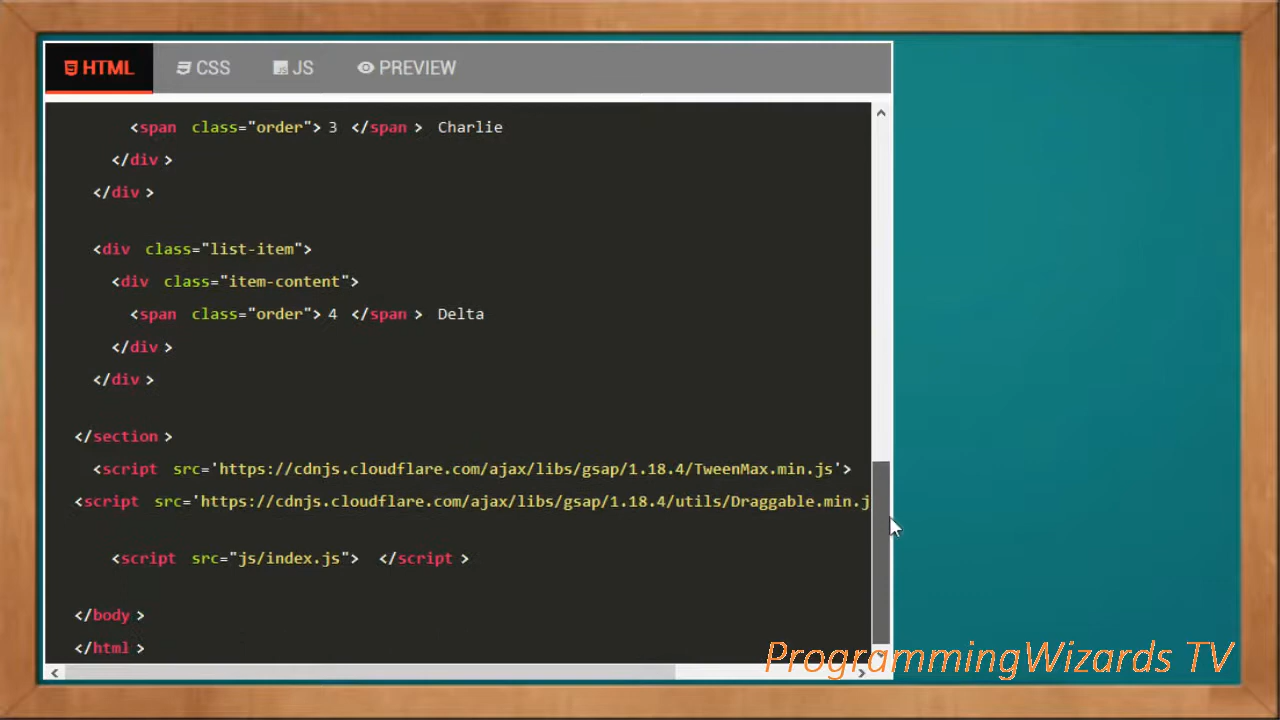 HTML CSS JS PREVIEW
<span class="order"> 3 </span > Charlie
</div >
</div >
<div class="list-item">
<div class="item-content">
<span class="order"> 4 </span > Delta
</div >
</div >
</section >
<script src='https://cdnjs.cloudflare.com/ajax/libs/gsap/1.18.4/TweenMax.min.js'>
<script src='https://cdnjs.cloudflare.com/ajax/libs/gsap/1.18.4/utils/Draggable.min.j
<script src="js/index.js"> </script >
</body >
</html >
ProgrammingWizards TV